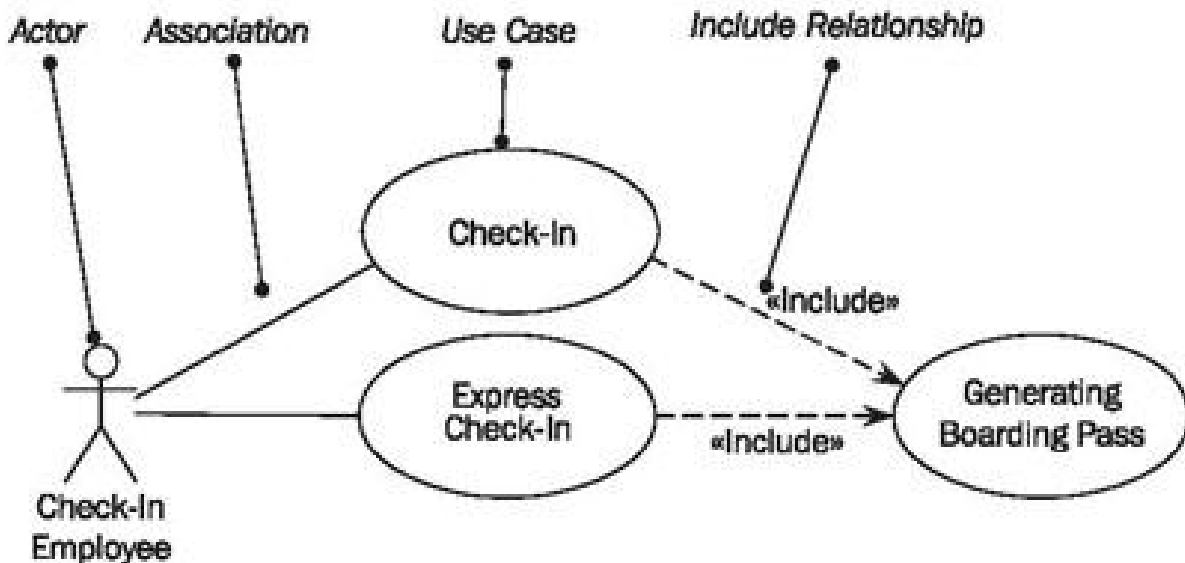 Actor
Association
Use Case
Include Relationship
Check-In
«Include»
Express
Check-In
«Include»
Generating
Boarding Pass
Check-In
Employee